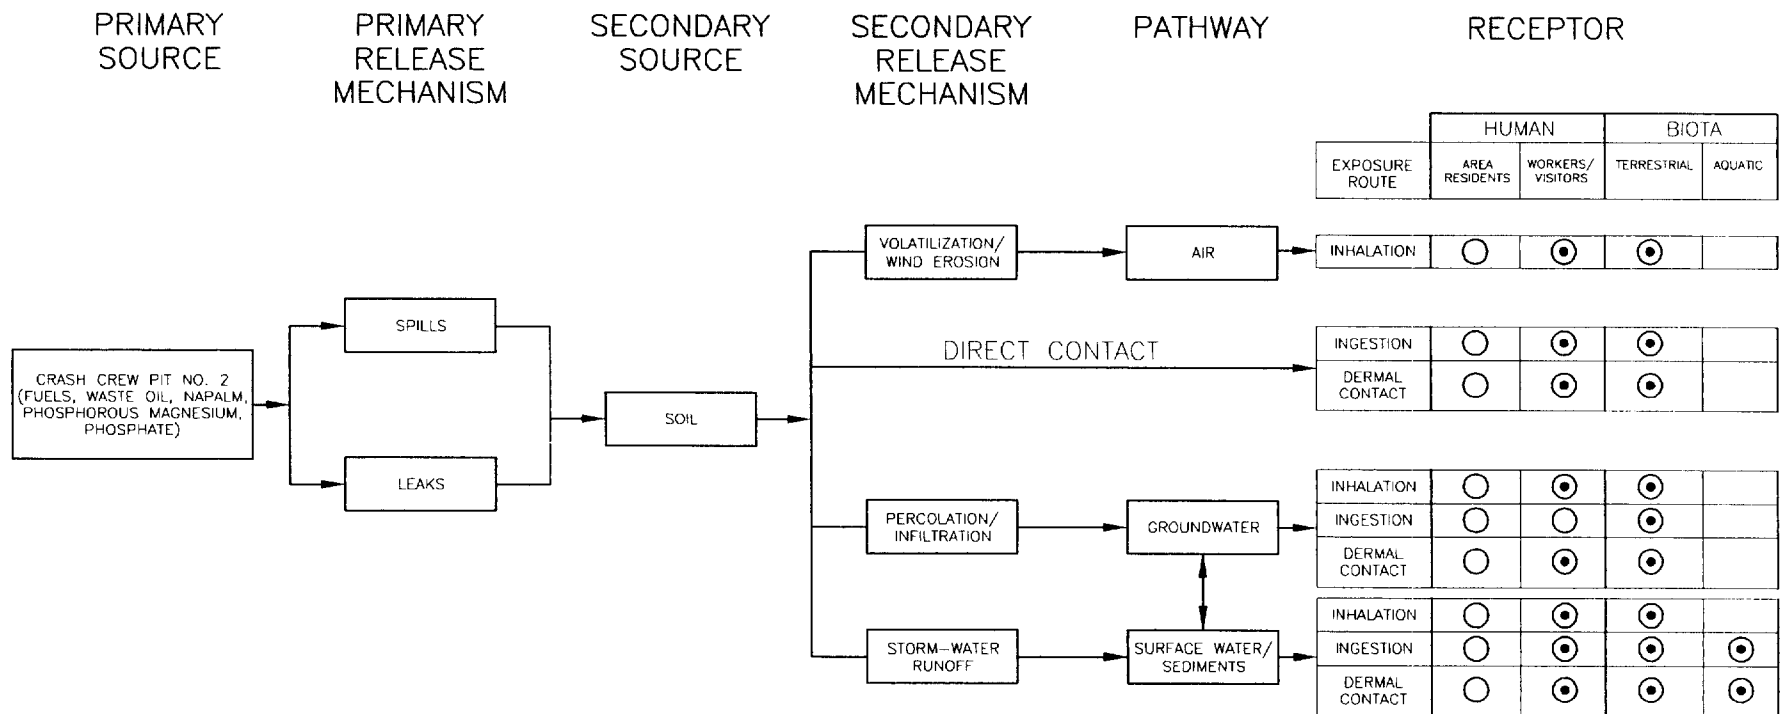 PRIMARY
SOURCE
PRIMARY
RELEASE
MECHANISM
SECONDARY
SOURCE
SECONDARY
RELEASE
MECHANISM
PATHWAY
RECEPTOR
HUMAN
BIOTA
EXPOSURE
ROUTE
AREA
RESIDENTS
WORKERS/
VISITORS
TERRESTRIAL
AQUATIC
VOLATILIZATION/
WIND EROSION
AIR
INHALATION
SPILLS
DIRECT CONTACT
INGESTION
DERMAL
CONTACT
CRASH CREW PIT NO. 2
(FUELS, WASTE OIL, NAPALM,
PHOSPHOROUS MAGNESIUM,
PHOSPHATE)
SOIL
LEAKS
PERCOLATION/
INFILTRATION
GROUNDWATER
INHALATION
INGESTION
DERMAL
CONTACT
STORM-WATER
RUNOFF
SURFACE WATER/
SEDIMENTS
INHALATION
INGESTION
DERMAL
CONTACT